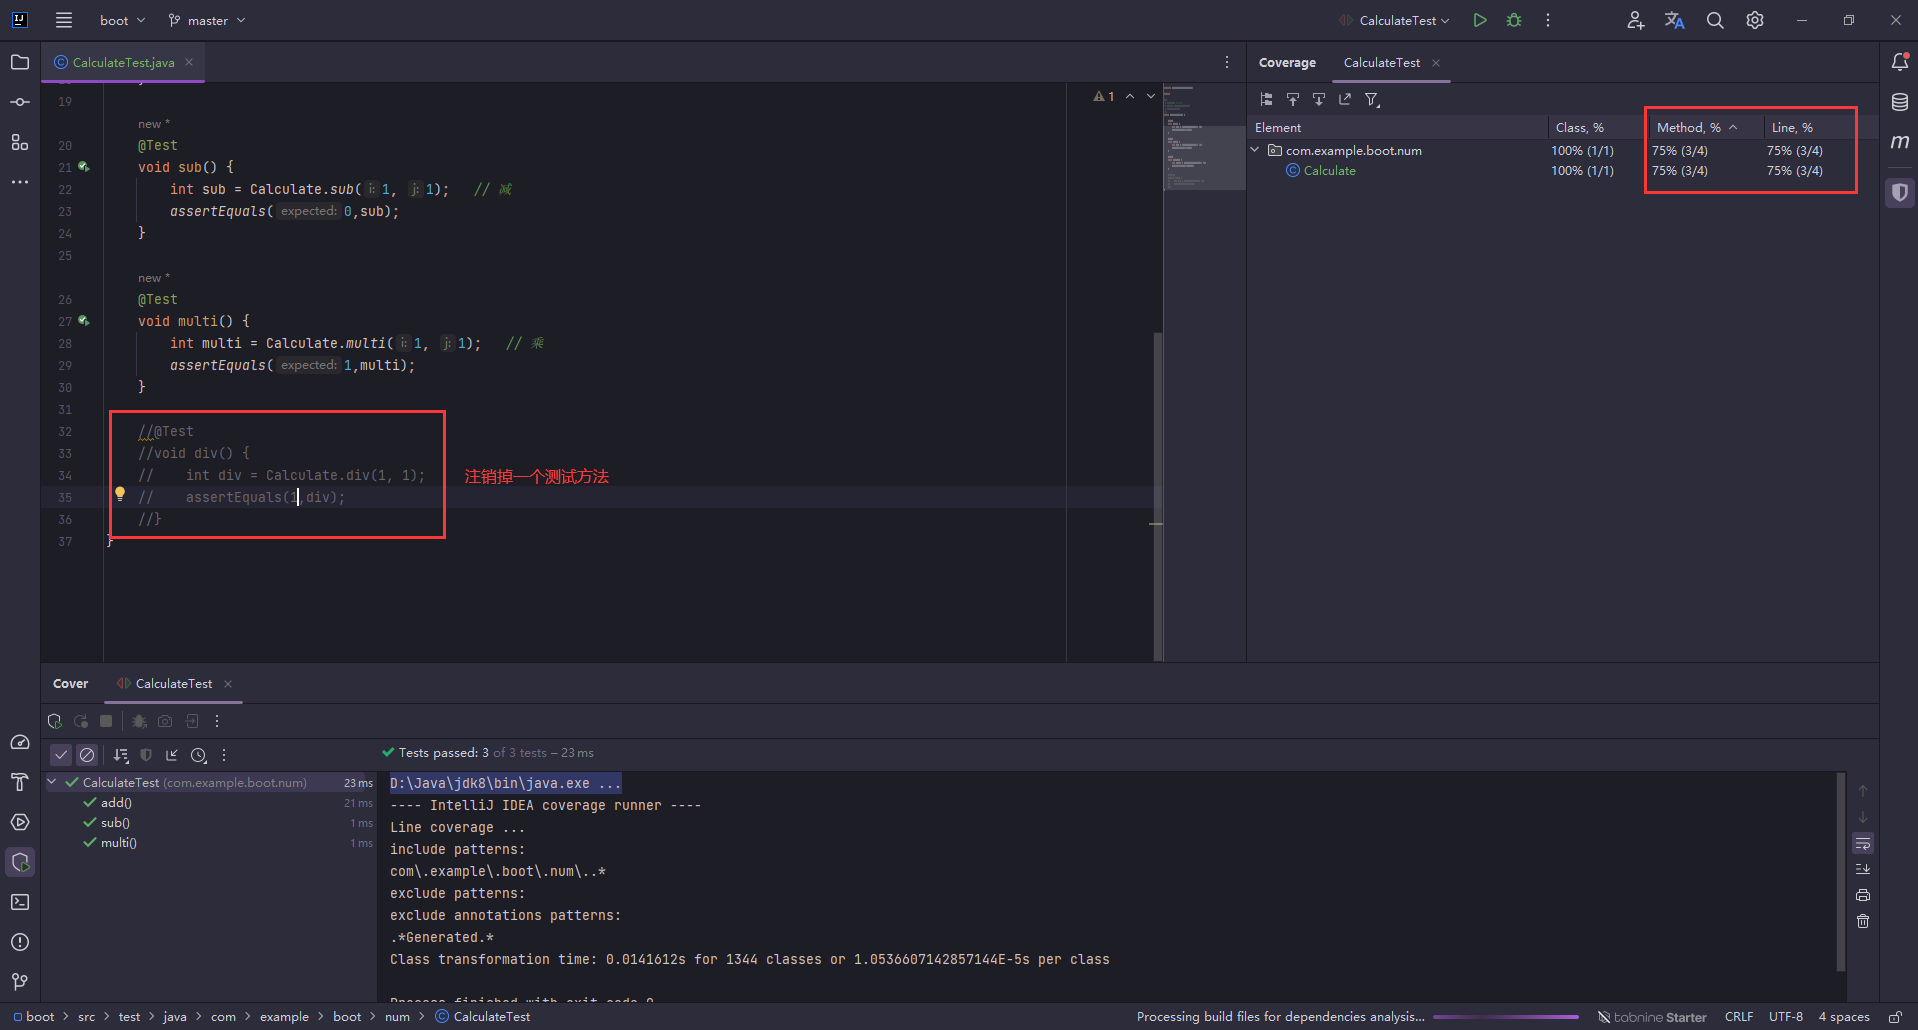 boot master CalculateTest
CalculateTest.java
Coverage CalculateTest
1
Element Class, % Method, % Line, %
com.example.boot.num 100% (1/1) 75% (3/4) 75% (3/4)
Calculate 100% (1/1) 75% (3/4) 75% (3/4)
19
new *
20 @Test
21 void sub() {
22 int sub = Calculate.sub( i: 1, j: 1); // 减
23 assertEquals( expected: 0,sub);
24 }
25
new *
26 @Test
27 void multi() {
28 int multi = Calculate.multi( i: 1, j: 1); // 乘
29 assertEquals( expected: 1,multi);
30 }
31
32 //@Test
33 //void div() {
34 // int div = Calculate.div(1, 1); 注销掉一个测试方法
35 // assertEquals(1,div);
36 //}
37 }
Cover CalculateTest
Tests passed: 3 of 3 tests – 23 ms
CalculateTest (com.example.boot.num) 23 ms
add() 21 ms
sub() 1 ms
multi() 1 ms
D:\Java\jdk8\bin\java.exe ...
---- IntelliJ IDEA coverage runner ----
Line coverage ...
include patterns:
com\.example\.boot\.num\..*
exclude patterns:
exclude annotations patterns:
.*Generated.*
Class transformation time: 0.0141612s for 1344 classes or 1.0536607142857144E-5s per class
Process finished with exit code 0
boot > src > test > java > com > example > boot > num > CalculateTest
Processing build files for dependencies analysis... tabnine Starter CRLF UTF-8 4 spaces